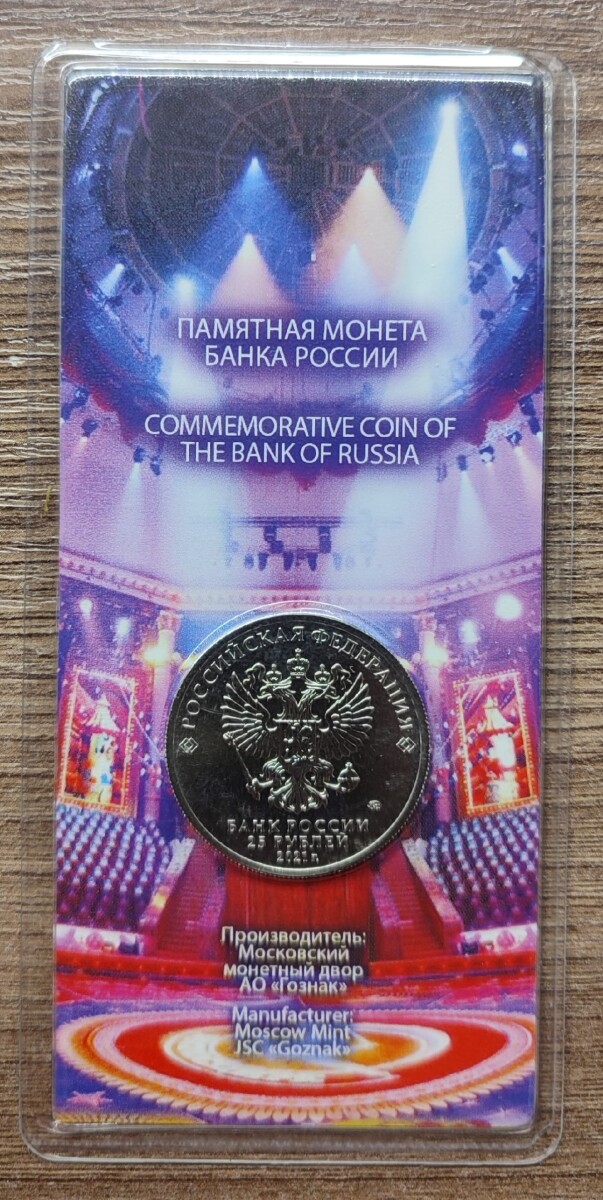 ПАМЯТНАЯ МОНЕТА
БАНКА РОССИИ
COMMEMORATIVE COIN OF
THE BANK OF RUSSIA
РОССИЙСКАЯ ФЕДЕРАЦИЯ
БАНК РОССИИ
25 РУБЛЕЙ
2021 г.
Производитель:
Московский
монетный двор
АО «Гознак»
Manufacturer:
Moscow Mint
JSC «Goznak»